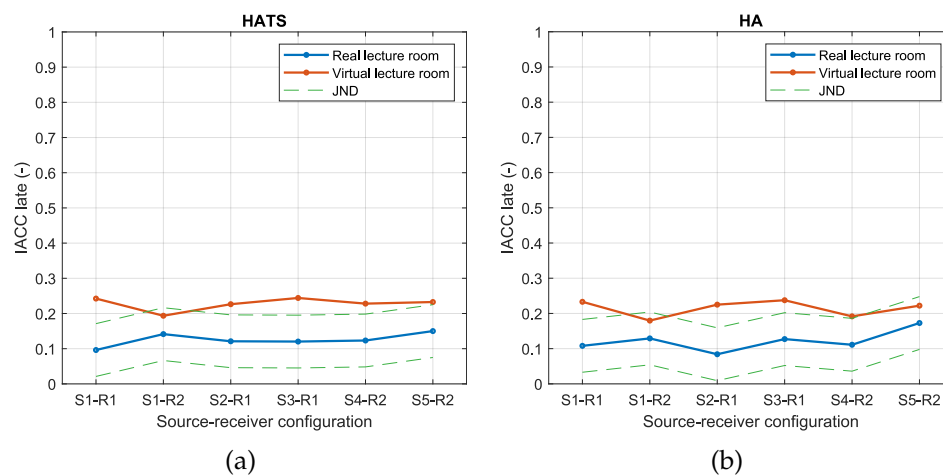 HATS
1
0.9
0.8
0.7
0.6
0.5
0.4
0.3
0.2
0.1
0
IACC late (-)
Real lecture room
Virtual lecture room
JND
S1-R1 S1-R2 S2-R1 S3-R1 S4-R2 S5-R2
Source-receiver configuration
(a)
HA
1
0.9
0.8
0.7
0.6
0.5
0.4
0.3
0.2
0.1
0
IACC late (-)
Real lecture room
Virtual lecture room
JND
S1-R1 S1-R2 S2-R1 S3-R1 S4-R2 S5-R2
Source-receiver configuration
(b)